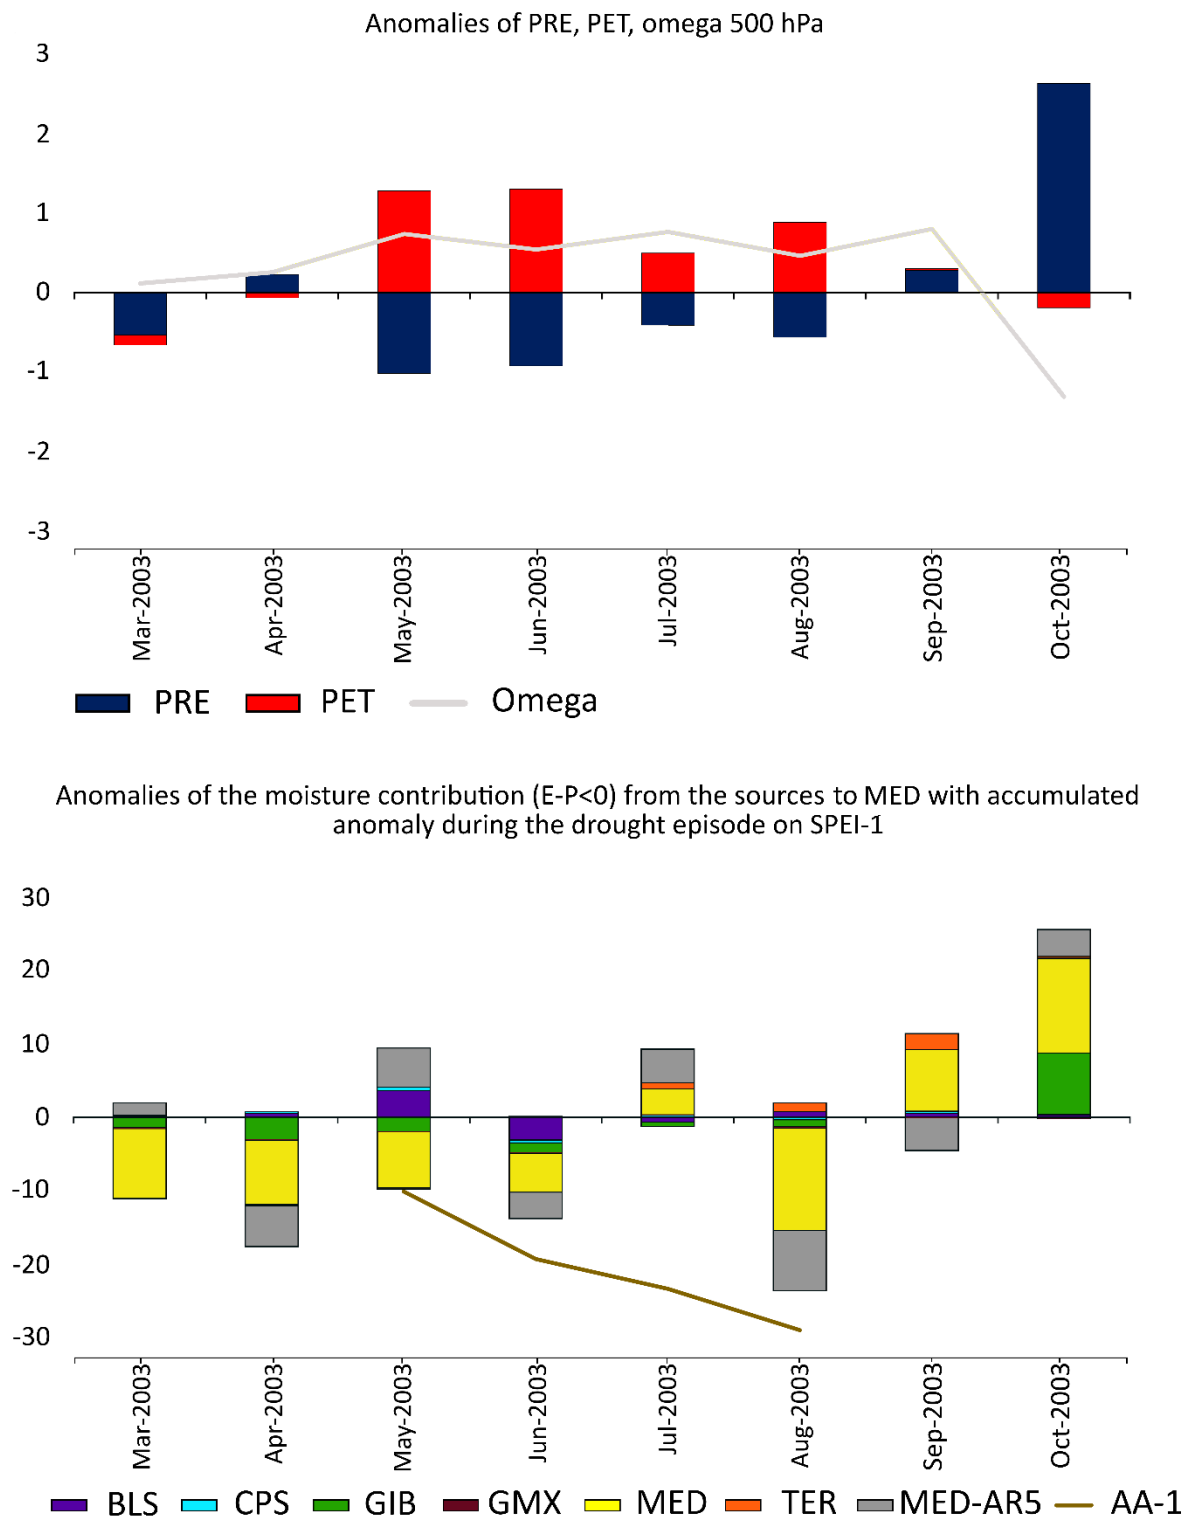 Anomalies of PRE, PET, omega 500 hPa
3
2
1
0
-1
-2
-3
Mar-2003
Apr-2003
May-2003
Jun-2003
Jul-2003
Aug-2003
Sep-2003
Oct-2003
PRE PET Omega
Anomalies of the moisture contribution (E-P<0) from the sources to MED with accumulated
anomaly during the drought episode on SPEI-1
30
20
10
0
-10
-20
-30
Mar-2003
Apr-2003
May-2003
Jun-2003
Jul-2003
Aug-2003
Sep-2003
Oct-2003
BLS CPS GIB GMX MED TER MED-AR5 AA-1